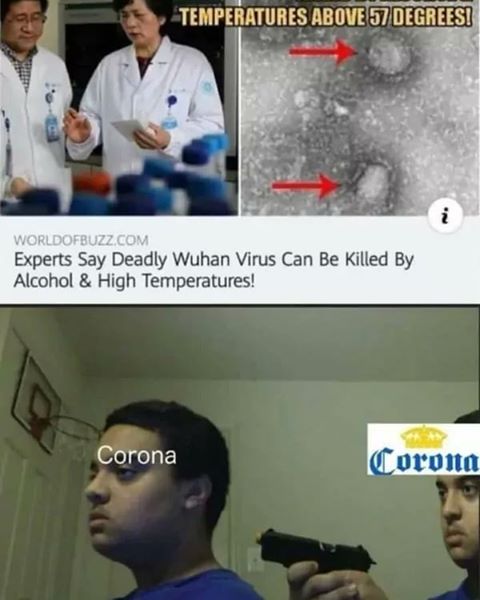 TEMPERATURES ABOVE 57 DEGREES!
i
WORLDOFBUZZ.COM
Experts Say Deadly Wuhan Virus Can Be Killed By
Alcohol & High Temperatures!
Corona
Corona